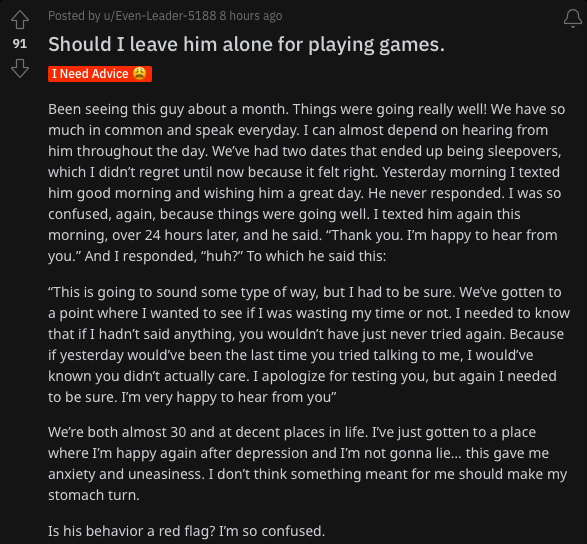 Posted by u/Even-Leader-5188 8 hours ago
91
Should I leave him alone for playing games.
I Need Advice 😩
Been seeing this guy about a month. Things were going really well! We have so
much in common and speak everyday. I can almost depend on hearing from
him throughout the day. We’ve had two dates that ended up being sleepovers,
which I didn’t regret until now because it felt right. Yesterday morning I texted
him good morning and wishing him a great day. He never responded. I was so
confused, again, because things were going well. I texted him again this
morning, over 24 hours later, and he said. “Thank you. I’m happy to hear from
you.” And I responded, “huh?” To which he said this:
“This is going to sound some type of way, but I had to be sure. We’ve gotten to
a point where I wanted to see if I was wasting my time or not. I needed to know
that if I hadn’t said anything, you wouldn’t have just never tried again. Because
if yesterday would’ve been the last time you tried talking to me, I would’ve
known you didn’t actually care. I apologize for testing you, but again I needed
to be sure. I’m very happy to hear from you”
We’re both almost 30 and at decent places in life. I’ve just gotten to a place
where I’m happy again after depression and I’m not gonna lie... this gave me
anxiety and uneasiness. I don’t think something meant for me should make my
stomach turn.
Is his behavior a red flag? I’m so confused.